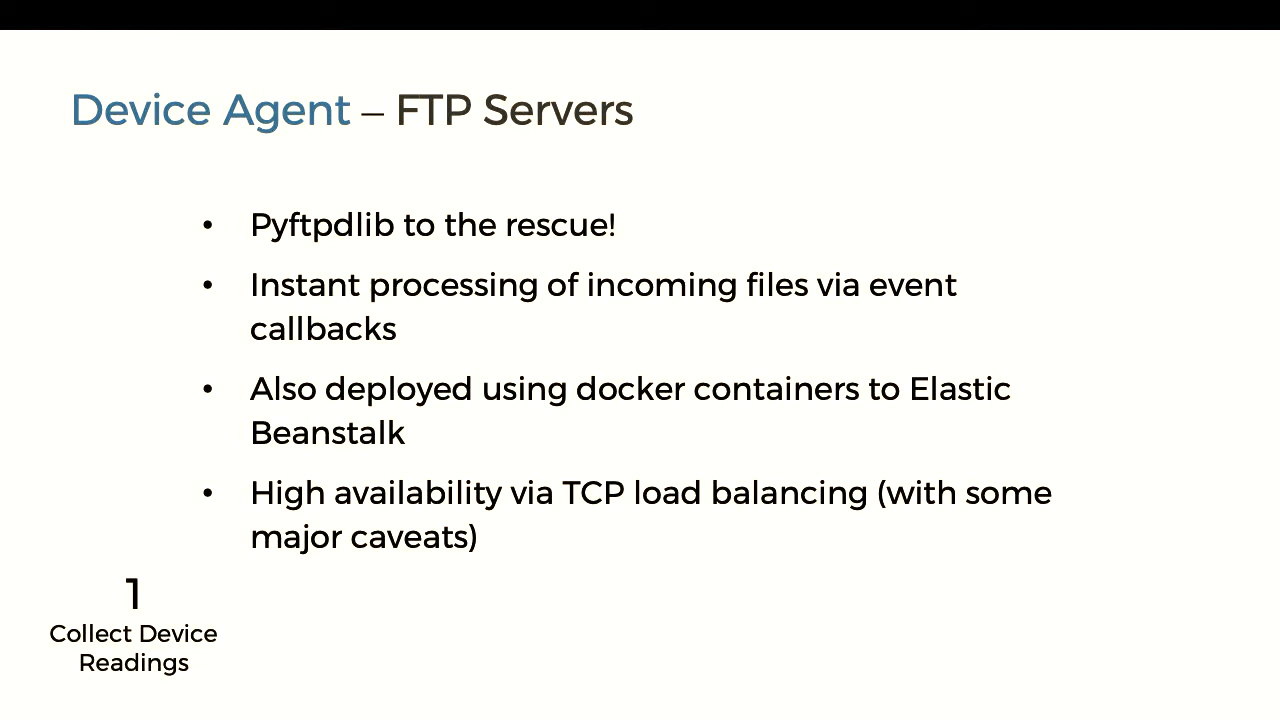 Device Agent – FTP Servers
• Pyftpdlib to the rescue!
• Instant processing of incoming files via event
callbacks
• Also deployed using docker containers to Elastic
Beanstalk
• High availability via TCP load balancing (with some
major caveats)
1
Collect Device
Readings